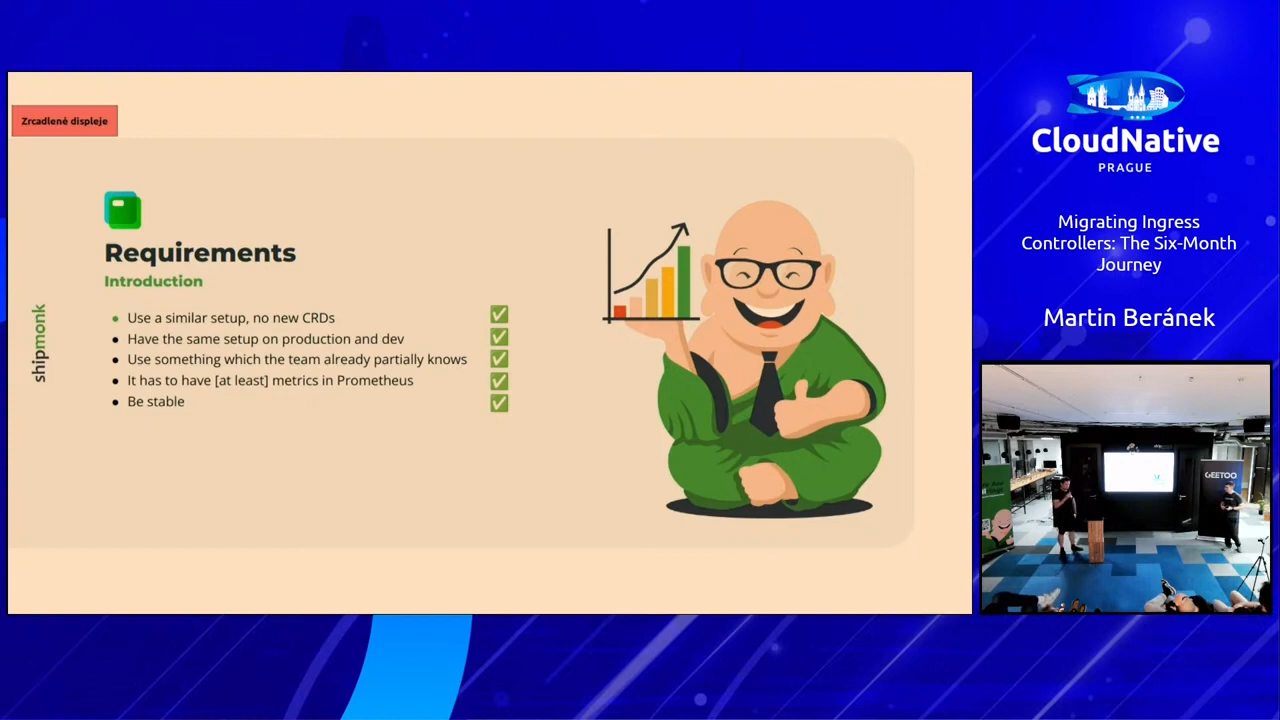 Zrcadlené displeje
Requirements
Introduction
Use a similar setup, no new CRDs
Have the same setup on production and dev
Use something which the team already partially knows
It has to have [at least] metrics in Prometheus
Be stable
shipmonk
CloudNative
PRAGUE
Migrating Ingress
Controllers: The Six-Month
Journey
Martin Beránek
GEETOO